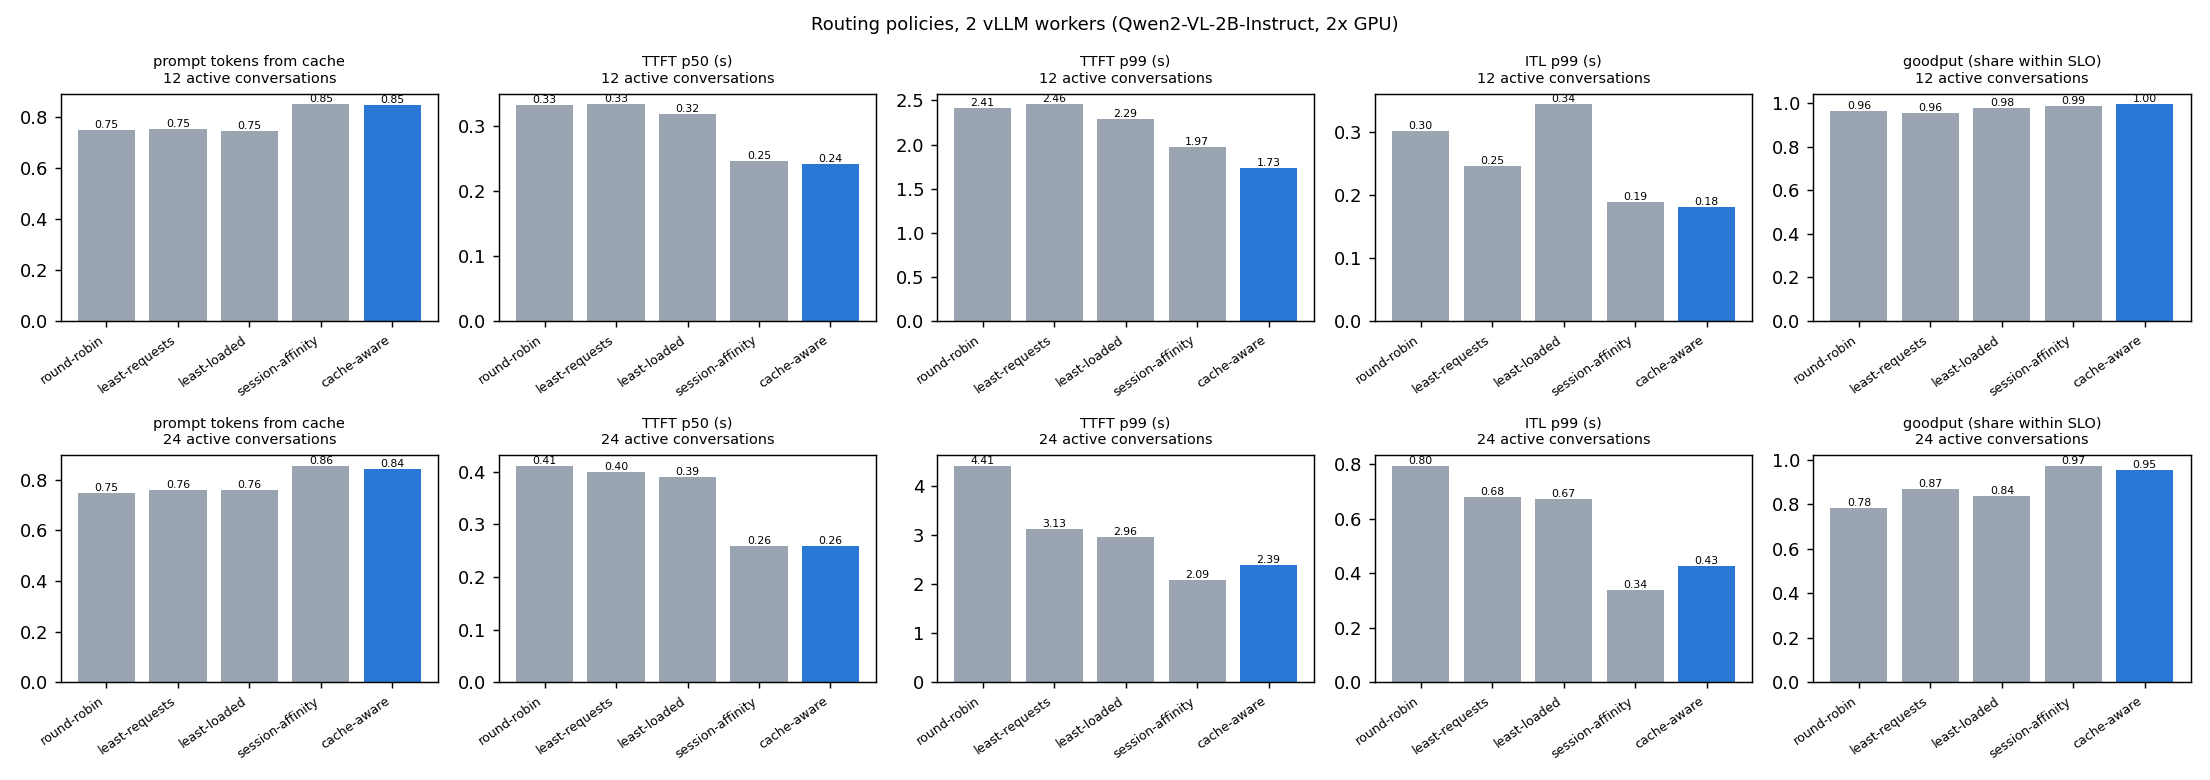 Routing policies, 2 vLLM workers (Qwen2-VL-2B-Instruct, 2x GPU)
prompt tokens from cache
12 active conversations
0.8
0.6
0.4
0.2
0.0
0.75
0.75
0.75
0.85
0.85
round-robin
least-requests
least-loaded
session-affinity
cache-aware
TTFT p50 (s)
12 active conversations
0.3
0.2
0.1
0.0
0.33
0.33
0.32
0.25
0.24
round-robin
least-requests
least-loaded
session-affinity
cache-aware
TTFT p99 (s)
12 active conversations
2.5
2.0
1.5
1.0
0.5
0.0
2.41
2.46
2.29
1.97
1.73
round-robin
least-requests
least-loaded
session-affinity
cache-aware
ITL p99 (s)
12 active conversations
0.3
0.2
0.1
0.0
0.30
0.25
0.34
0.19
0.18
round-robin
least-requests
least-loaded
session-affinity
cache-aware
goodput (share within SLO)
12 active conversations
1.0
0.8
0.6
0.4
0.2
0.0
0.96
0.96
0.98
0.99
1.00
round-robin
least-requests
least-loaded
session-affinity
cache-aware
prompt tokens from cache
24 active conversations
0.8
0.6
0.4
0.2
0.0
0.75
0.76
0.76
0.86
0.84
round-robin
least-requests
least-loaded
session-affinity
cache-aware
TTFT p50 (s)
24 active conversations
0.4
0.3
0.2
0.1
0.0
0.41
0.40
0.39
0.26
0.26
round-robin
least-requests
least-loaded
session-affinity
cache-aware
TTFT p99 (s)
24 active conversations
4
3
2
1
0
4.41
3.13
2.96
2.09
2.39
round-robin
least-requests
least-loaded
session-affinity
cache-aware
ITL p99 (s)
24 active conversations
0.8
0.6
0.4
0.2
0.0
0.80
0.68
0.67
0.34
0.43
round-robin
least-requests
least-loaded
session-affinity
cache-aware
goodput (share within SLO)
24 active conversations
1.0
0.8
0.6
0.4
0.2
0.0
0.78
0.87
0.84
0.97
0.95
round-robin
least-requests
least-loaded
session-affinity
cache-aware